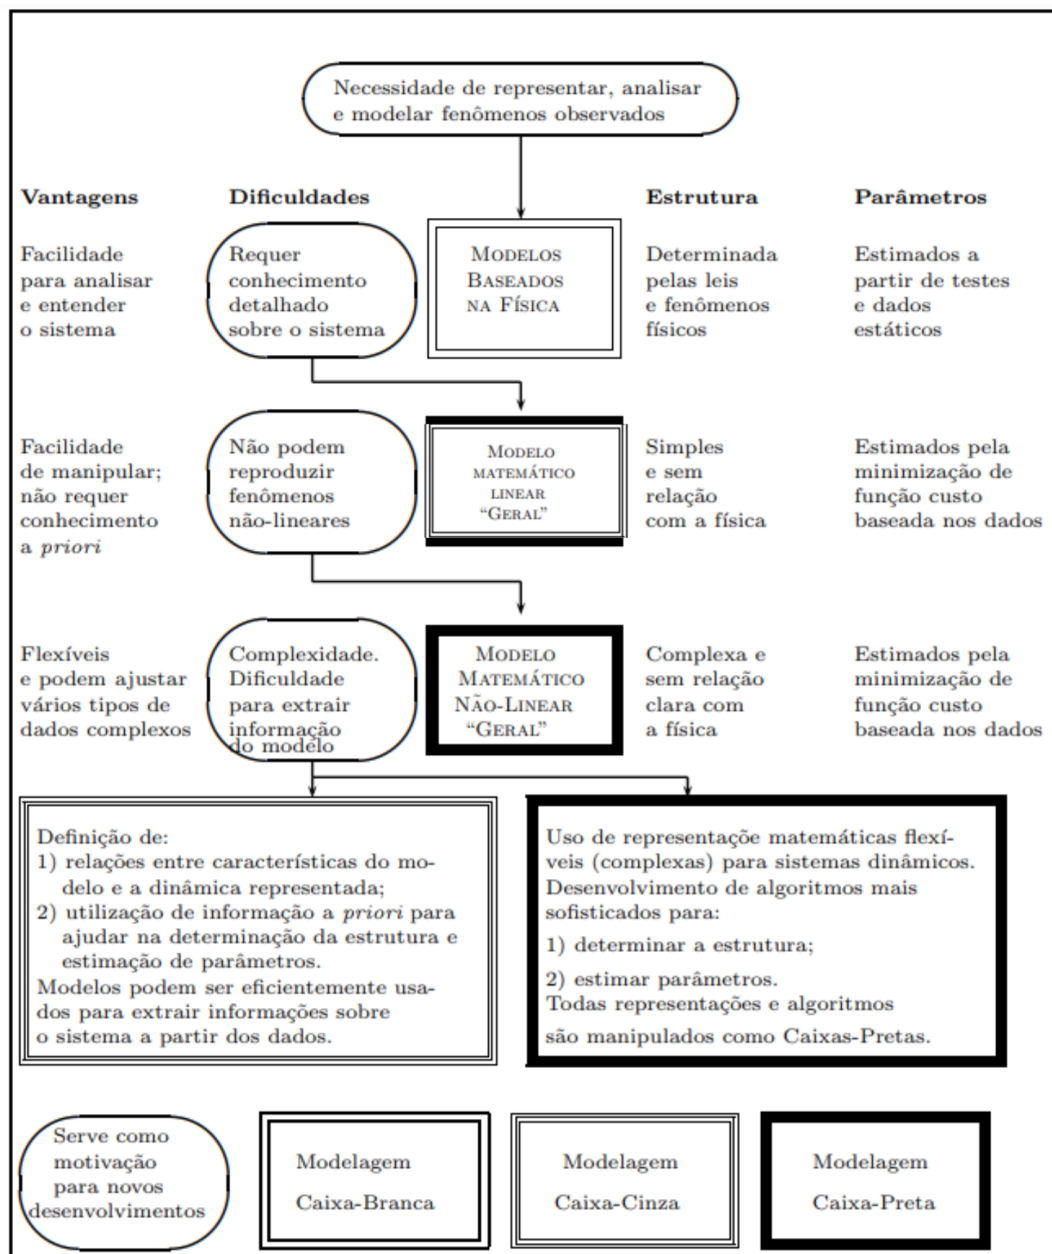 Necessidade de representar, analisar
e modelar fenômenos observados
Vantagens
Dificuldades
Estrutura
Parâmetros
Facilidade
para analisar
e entender
o sistema
Requer
conhecimento
detalhado
sobre o sistema
Modelos
Baseados
na Física
Determinada
pelas leis
e fenômenos
físicos
Estimados a
partir de testes
e dados
estáticos
Facilidade
de manipular;
não requer
conhecimento
a priori
Não podem
reproduzir
fenômenos
não-lineares
Modelo
matemático
linear
“Geral”
Simples
e sem
relação
com a física
Estimados pela
minimização de
função custo
baseada nos dados
Flexíveis
e podem ajustar
vários tipos de
dados complexos
Complexidade.
Dificuldade
para extrair
informação
do modelo
Modelo
Matemático
Não-Linear
“Geral”
Complexa e
sem relação
clara com
a física
Estimados pela
minimização de
função custo
baseada nos dados
Definição de:
1) relações entre características do mo-
delo e a dinâmica representada;
2) utilização de informação a priori para
ajudar na determinação da estrutura e
estimação de parâmetros.
Modelos podem ser eficientemente usa-
dos para extrair informações sobre
o sistema a partir dos dados.
Uso de representaçõe matemáticas flexí-
veis (complexas) para sistemas dinâmicos.
Desenvolvimento de algoritmos mais
sofisticados para:
1) determinar a estrutura;
2) estimar parâmetros.
Todas representações e algoritmos
são manipulados como Caixas-Pretas.
Serve como
motivação
para novos
desenvolvimentos
Modelagem
Caixa-Branca
Modelagem
Caixa-Cinza
Modelagem
Caixa-Preta